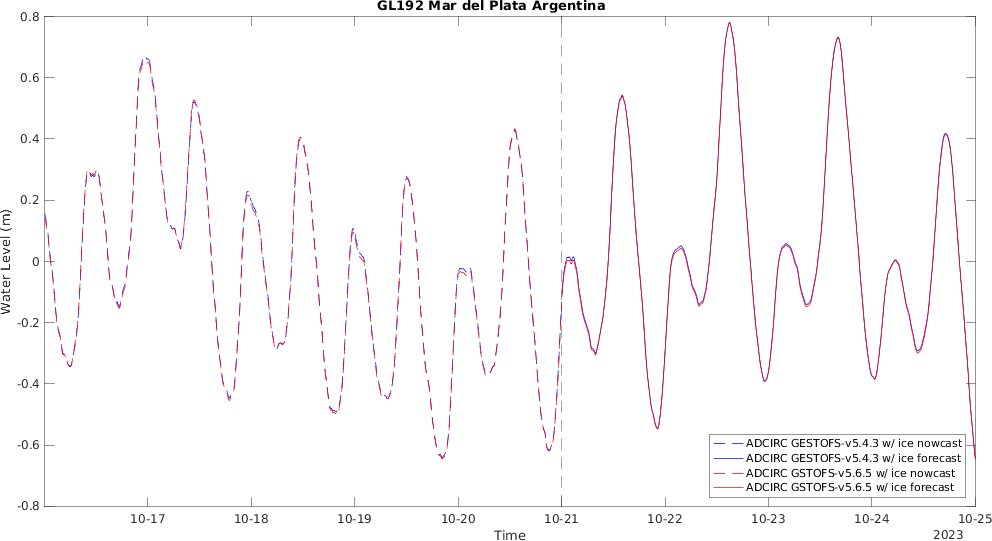 GL192 Mar del Plata Argentina
Water Level (m)
0.8
0.6
0.4
0.2
0
-0.2
-0.4
-0.6
-0.8
ADCIRC GESTOFS-v5.4.3 w/ ice nowcast
ADCIRC GESTOFS-v5.4.3 w/ ice forecast
ADCIRC GSTOFS-v5.6.5 w/ ice nowcast
ADCIRC GSTOFS-v5.6.5 w/ ice forecast
10-17 10-18 10-19 10-20 10-21 10-22 10-23 10-24 10-25
Time
2023